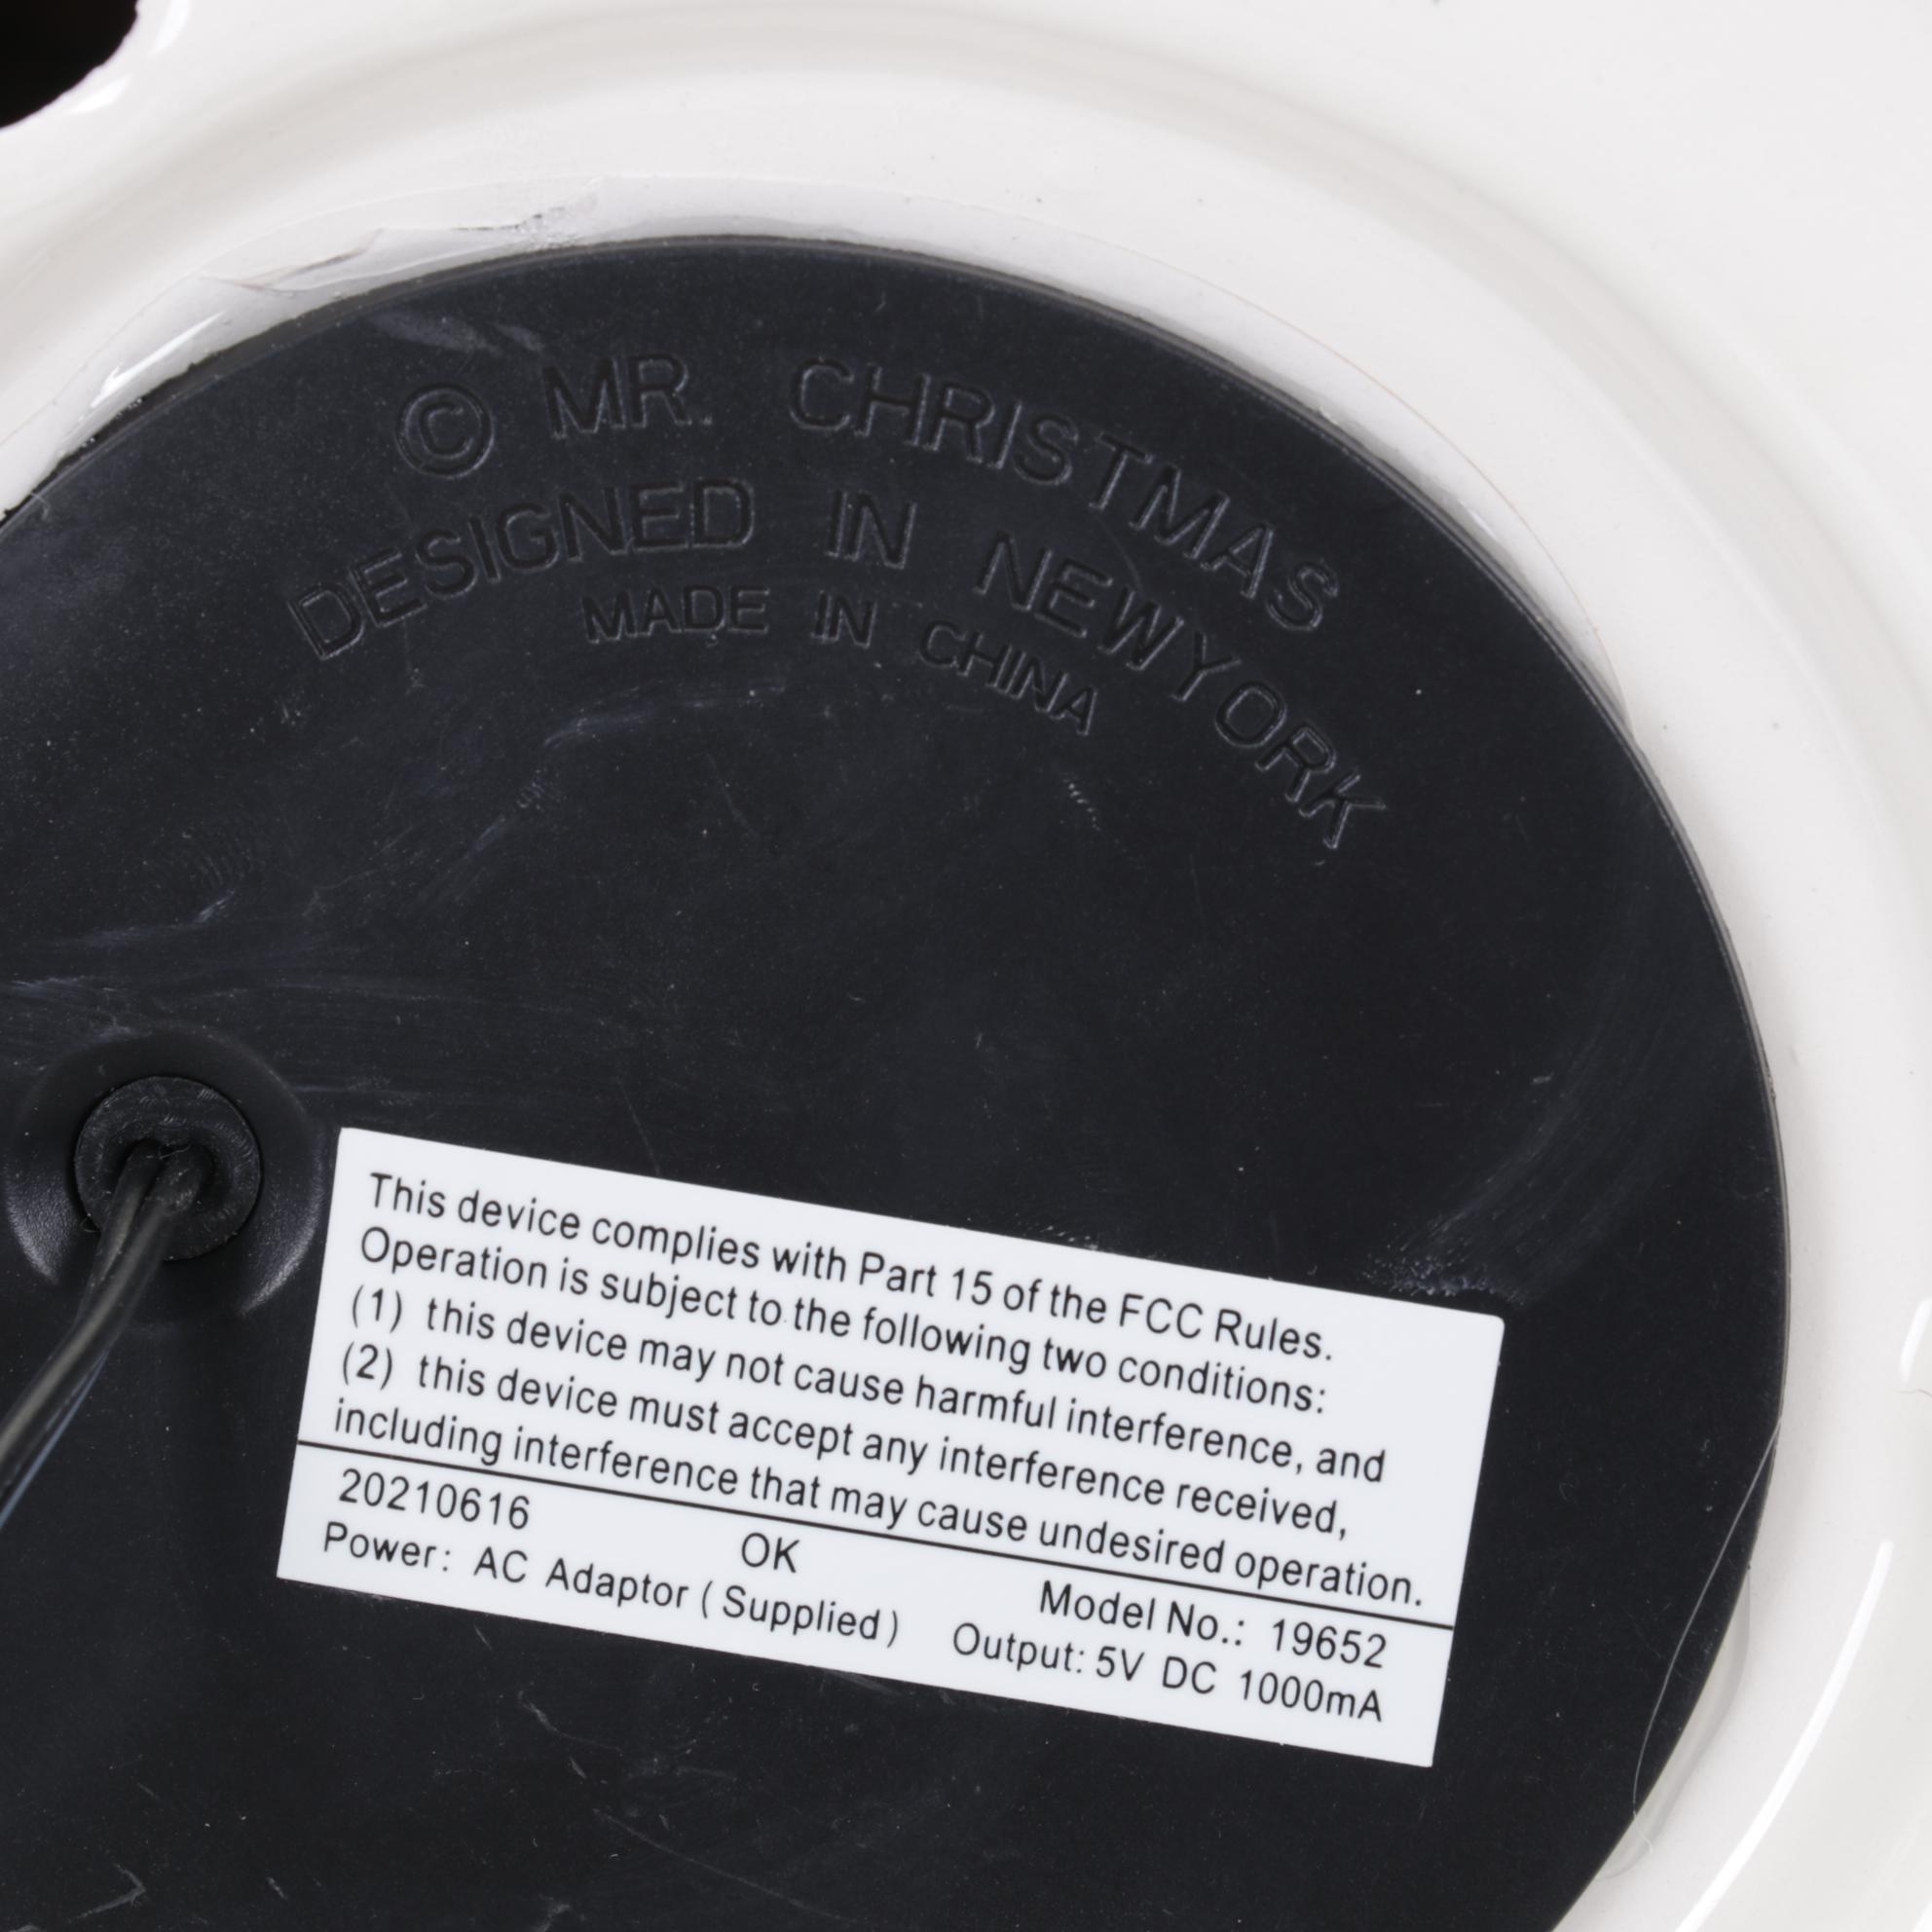 © MR. CHRISTMAS
DESIGNED IN NEWYORK
MADE IN CHINA
This device complies with Part 15 of the FCC Rules.
Operation is subject to the following two conditions:
(1) this device may not cause harmful interference, and
(2) this device must accept any interference received,
including interference that may cause undesired operation.
20210616 OK Model No.: 19652
Power: AC Adaptor (Supplied) Output: 5V DC 1000mA